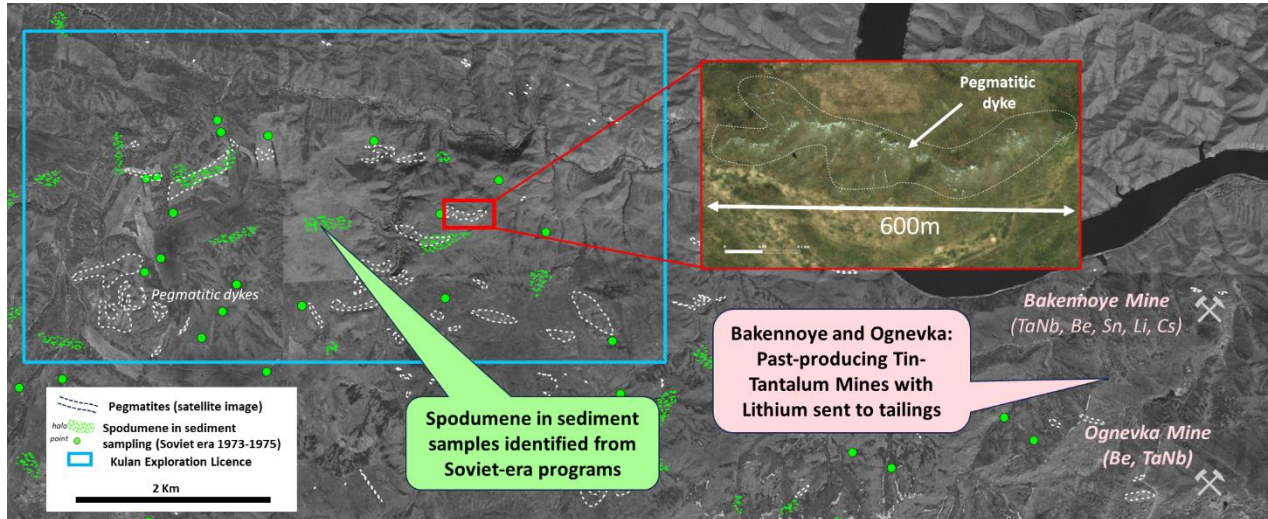 Pegmatitic
dyke
600m
Pegmatitic dykes
Bakennoye Mine
(TaNb, Be, Sn, Li, Cs)
Bakennoye and Ognevka:
Past-producing Tin-
Tantalum Mines with
Lithium sent to tailings
Ognevka Mine
(Be, TaNb)
Spodumene in sediment
samples identified from
Soviet-era programs
Pegmatites (satellite image)
halo Spodumene in sediment
point sampling (Soviet era 1973-1975)
Kulan Exploration Licence
2 Km